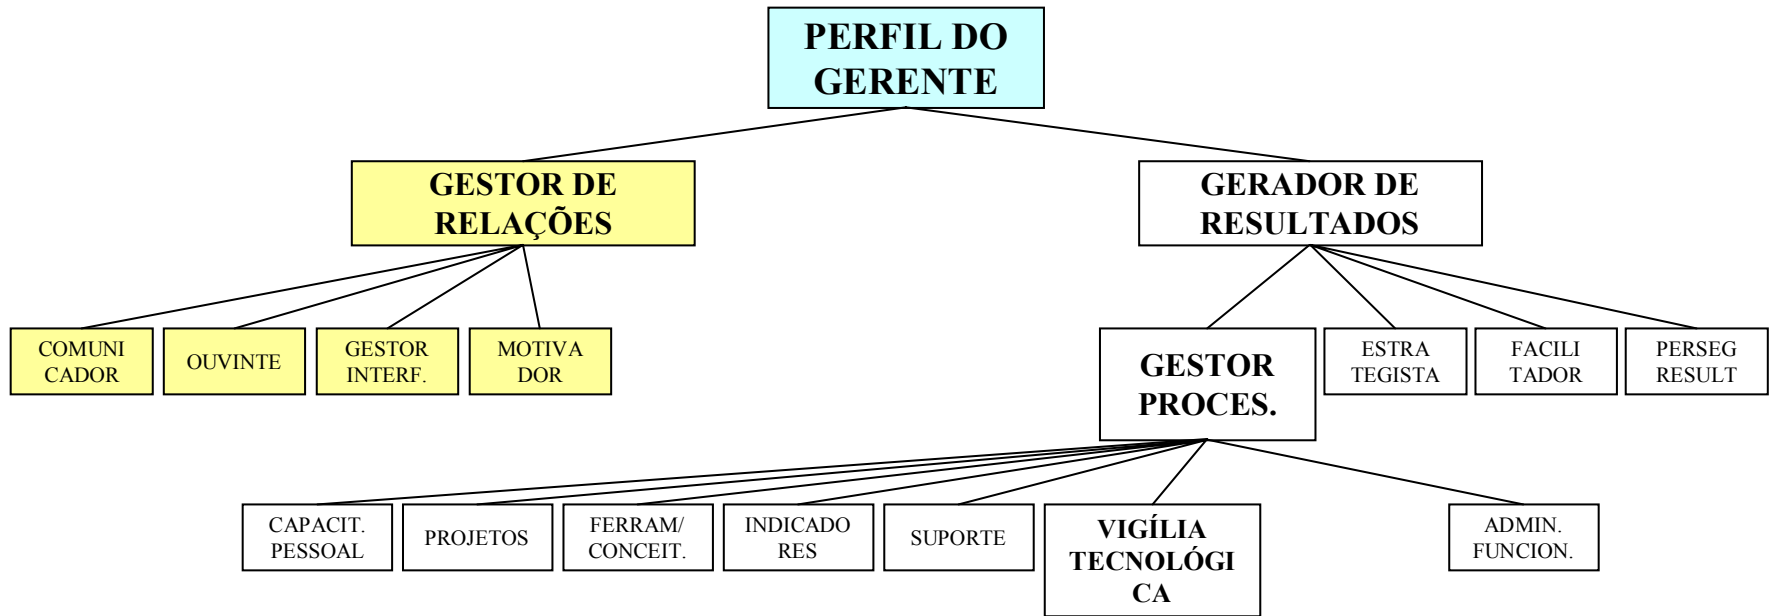 PERFIL DO
GERENTE
GESTOR DE
RELAÇÕES
GERADOR DE
RESULTADOS
COMUNI
CADOR
OUVINTE
GESTOR
INTERF.
MOTIVA
DOR
GESTOR
PROCES.
ESTRA
TEGISTA
FACILI
TADOR
PERSEG
RESULT
CAPACIT.
PESSOAL
PROJETOS
FERRAM/
CONCEIT.
INDICADO
RES
SUPORTE
VIGÍLIA
TECNOLÓGI
CA
ADMIN.
FUNCION.